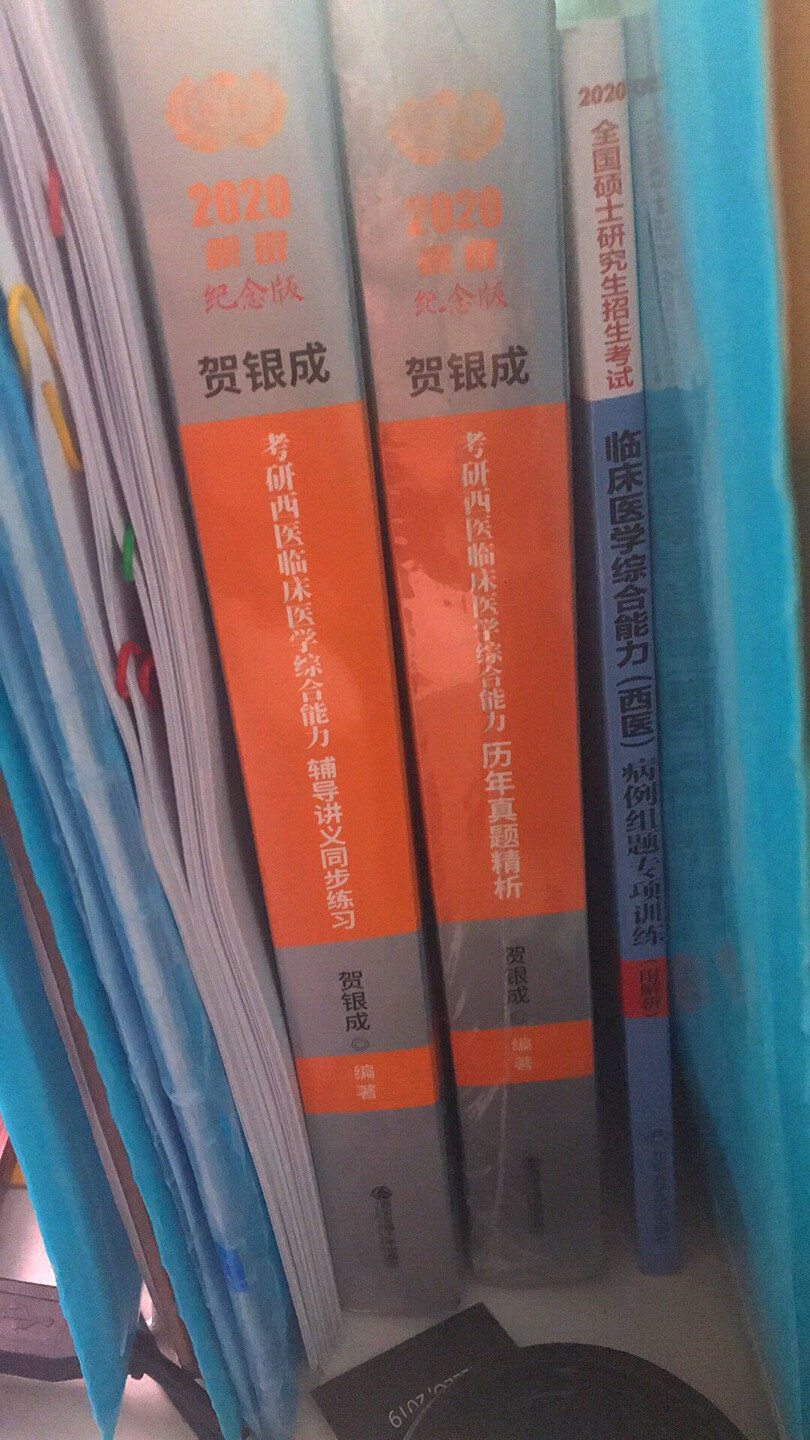 2020
纪念版
贺银成
考研西医临床医学综合能力 辅导讲义同步练习
贺银成◎编著
2020
纪念版
贺银成
考研西医临床医学综合能力 历年真题精析
贺银成◎编著
2020
全国硕士研究生招生考试
临床医学综合能力(西医)病例组题专项训练
(附解析)